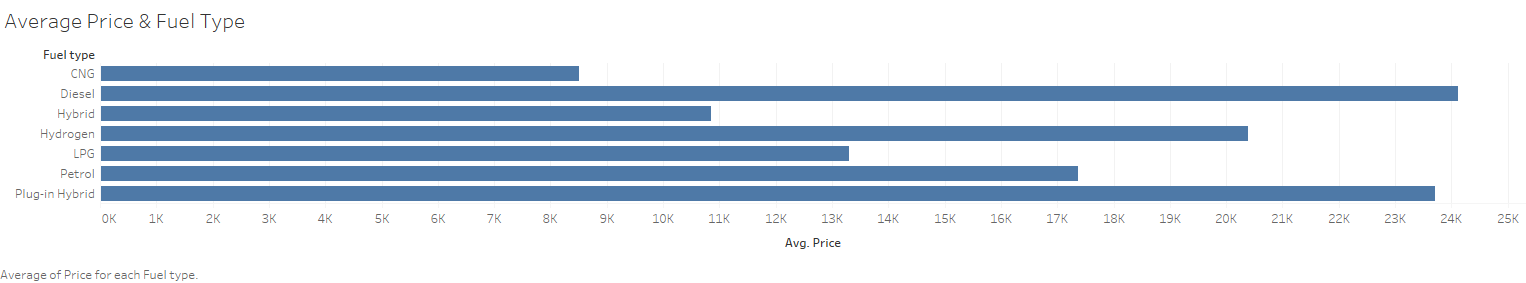 Average Price & Fuel Type
Fuel type
CNG
Diesel
Hybrid
Hydrogen
LPG
Petrol
Plug-in Hybrid
0K 1K 2K 3K 4K 5K 6K 7K 8K 9K 10K 11K 12K 13K 14K 15K 16K 17K 18K 19K 20K 21K 22K 23K 24K 25K
Avg. Price
Average of Price for each Fuel type.